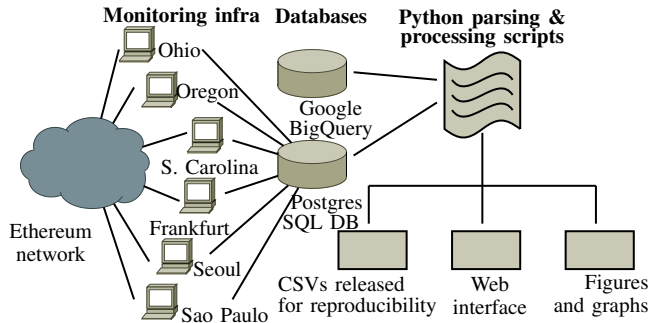 Monitoring infra
Databases
Python parsing &
processing scripts
Ohio
Oregon
S. Carolina
Frankfurt
Seoul
Sao Paulo
Ethereum
network
Google
BigQuery
Postgres
SQL DB
CSVs released
for reproducibility
Web
interface
Figures
and graphs